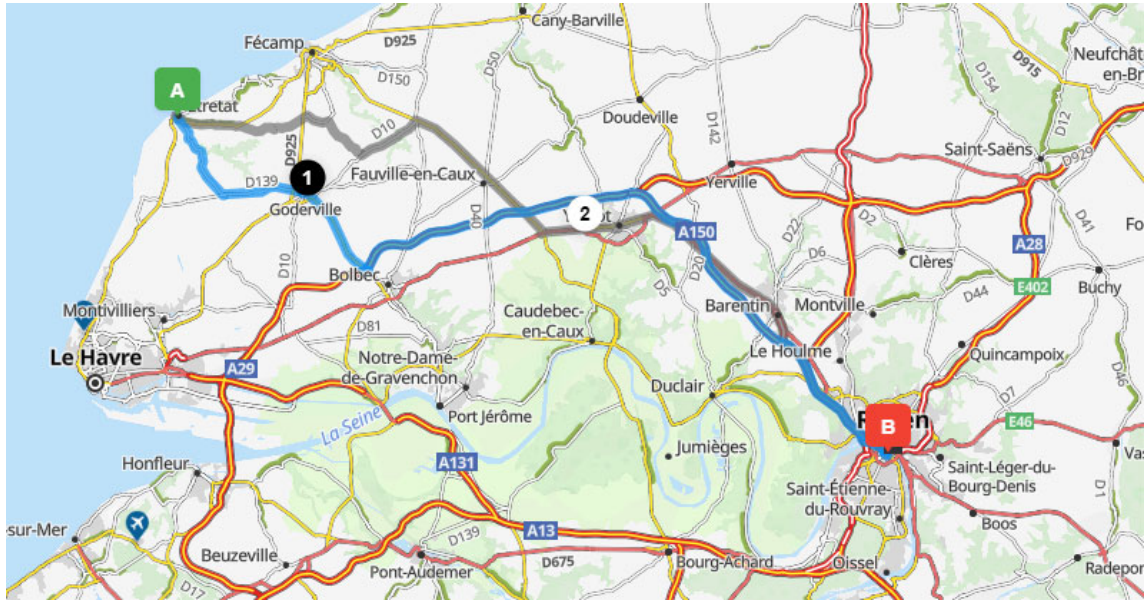 Cany-Barville
Fécamp
D925
D50
D150
D915
Neufchât
en-Br
D154
A
Etretat
D10
D5
D12
Doudeville
D142
D925
Saint-Saëns
D929
1
D139
Fauville-en-Caux
Yerville
Goderville
D40
2
A150
D22
D2
D41
Fo
D6
A28
D10
D20
Clères
Bolbec
D5
E402
Buchy
Montivilliers
Barentin
Montville
D44
Caudebec-
en-Caux
D81
Le Havre
Notre-Dame-
de-Gravenchon
Le Houlme
Quincampoix
A29
D46
Duclair
D7
La Seine
Port Jérôme
B
E46
Jumièges
Honfleur
A131
Saint-Léger-du-
Bourg-Denis
Vas
Saint-Étienne-
du-Rouvray
D1
-sur-Mer
Boos
A13
D139
Beuzeville
Pont-Audemer
D675
Bourg-Achard
Oissel
Radepor